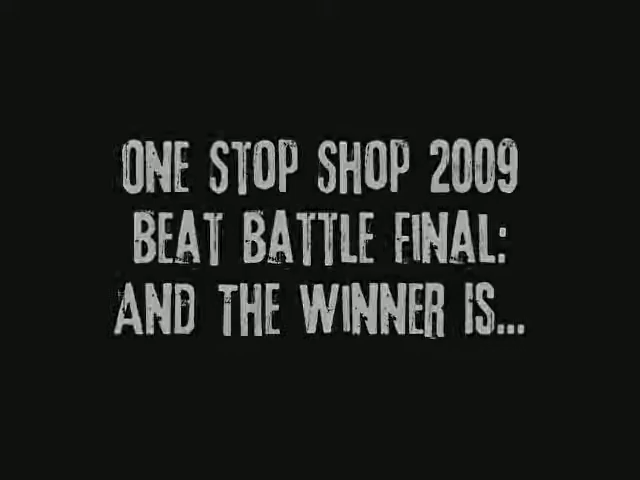 ONE STOP SHOP 2009
BEAT BATTLE FINAL:
AND THE WINNER IS...